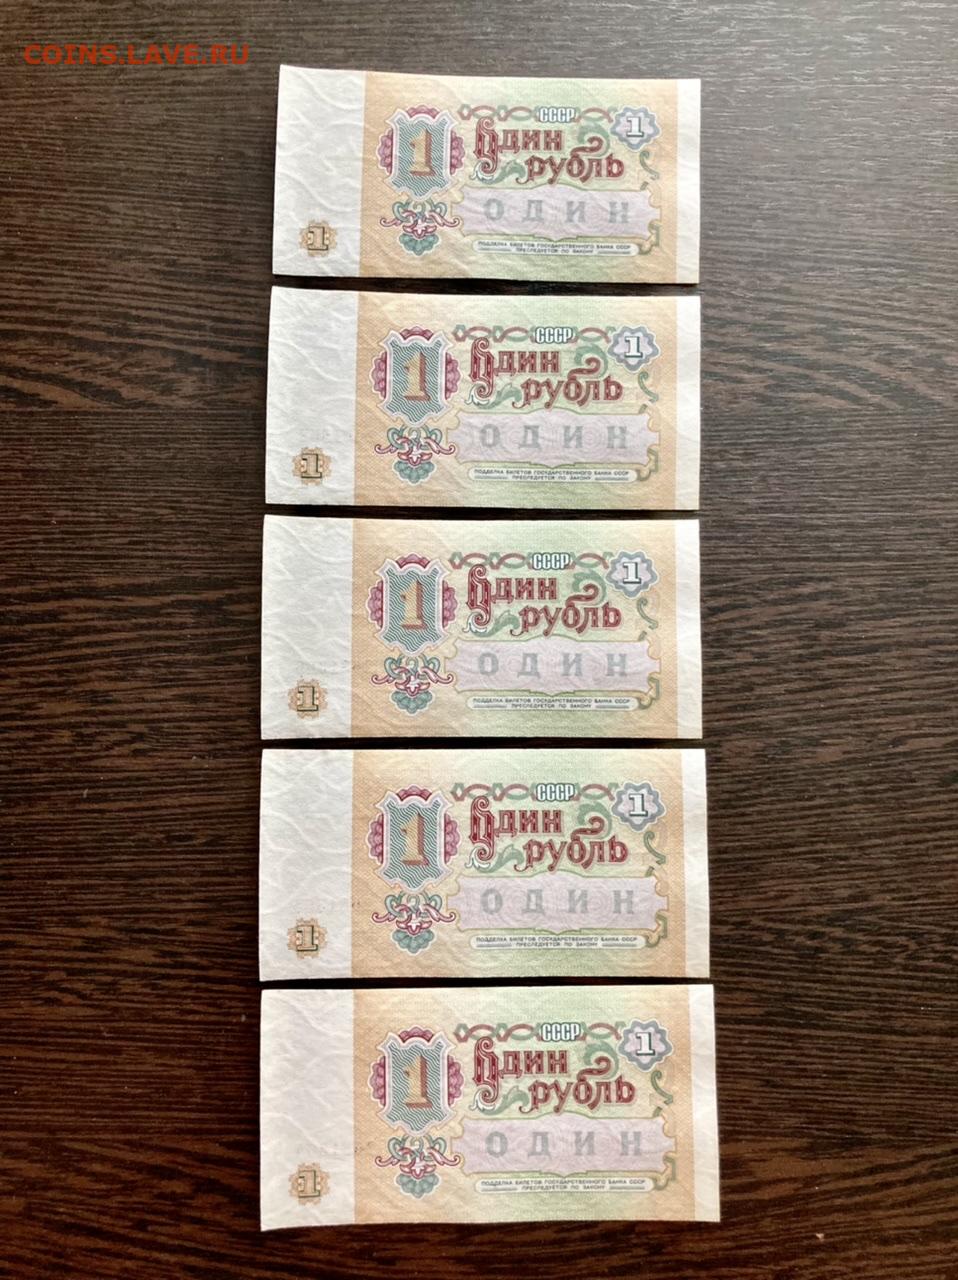 COINS.LAVE.RU
СССР 1
1 Один
рубль
ОДИН
1
ПОДДЕЛКА БИЛЕТОВ ГОСУДАРСТВЕННОГО БАНКА СССР
ПРЕСЛЕДУЕТСЯ ПО ЗАКОНУ
СССР 1
1 Один
рубль
ОДИН
1
ПОДДЕЛКА БИЛЕТОВ ГОСУДАРСТВЕННОГО БАНКА СССР
ПРЕСЛЕДУЕТСЯ ПО ЗАКОНУ
СССР 1
1 Один
рубль
ОДИН
1
ПОДДЕЛКА БИЛЕТОВ ГОСУДАРСТВЕННОГО БАНКА СССР
ПРЕСЛЕДУЕТСЯ ПО ЗАКОНУ
СССР 1
1 Один
рубль
ОДИН
1
ПОДДЕЛКА БИЛЕТОВ ГОСУДАРСТВЕННОГО БАНКА СССР
ПРЕСЛЕДУЕТСЯ ПО ЗАКОНУ
СССР 1
1 Один
рубль
ОДИН
1
ПОДДЕЛКА БИЛЕТОВ ГОСУДАРСТВЕННОГО БАНКА СССР
ПРЕСЛЕДУЕТСЯ ПО ЗАКОНУ